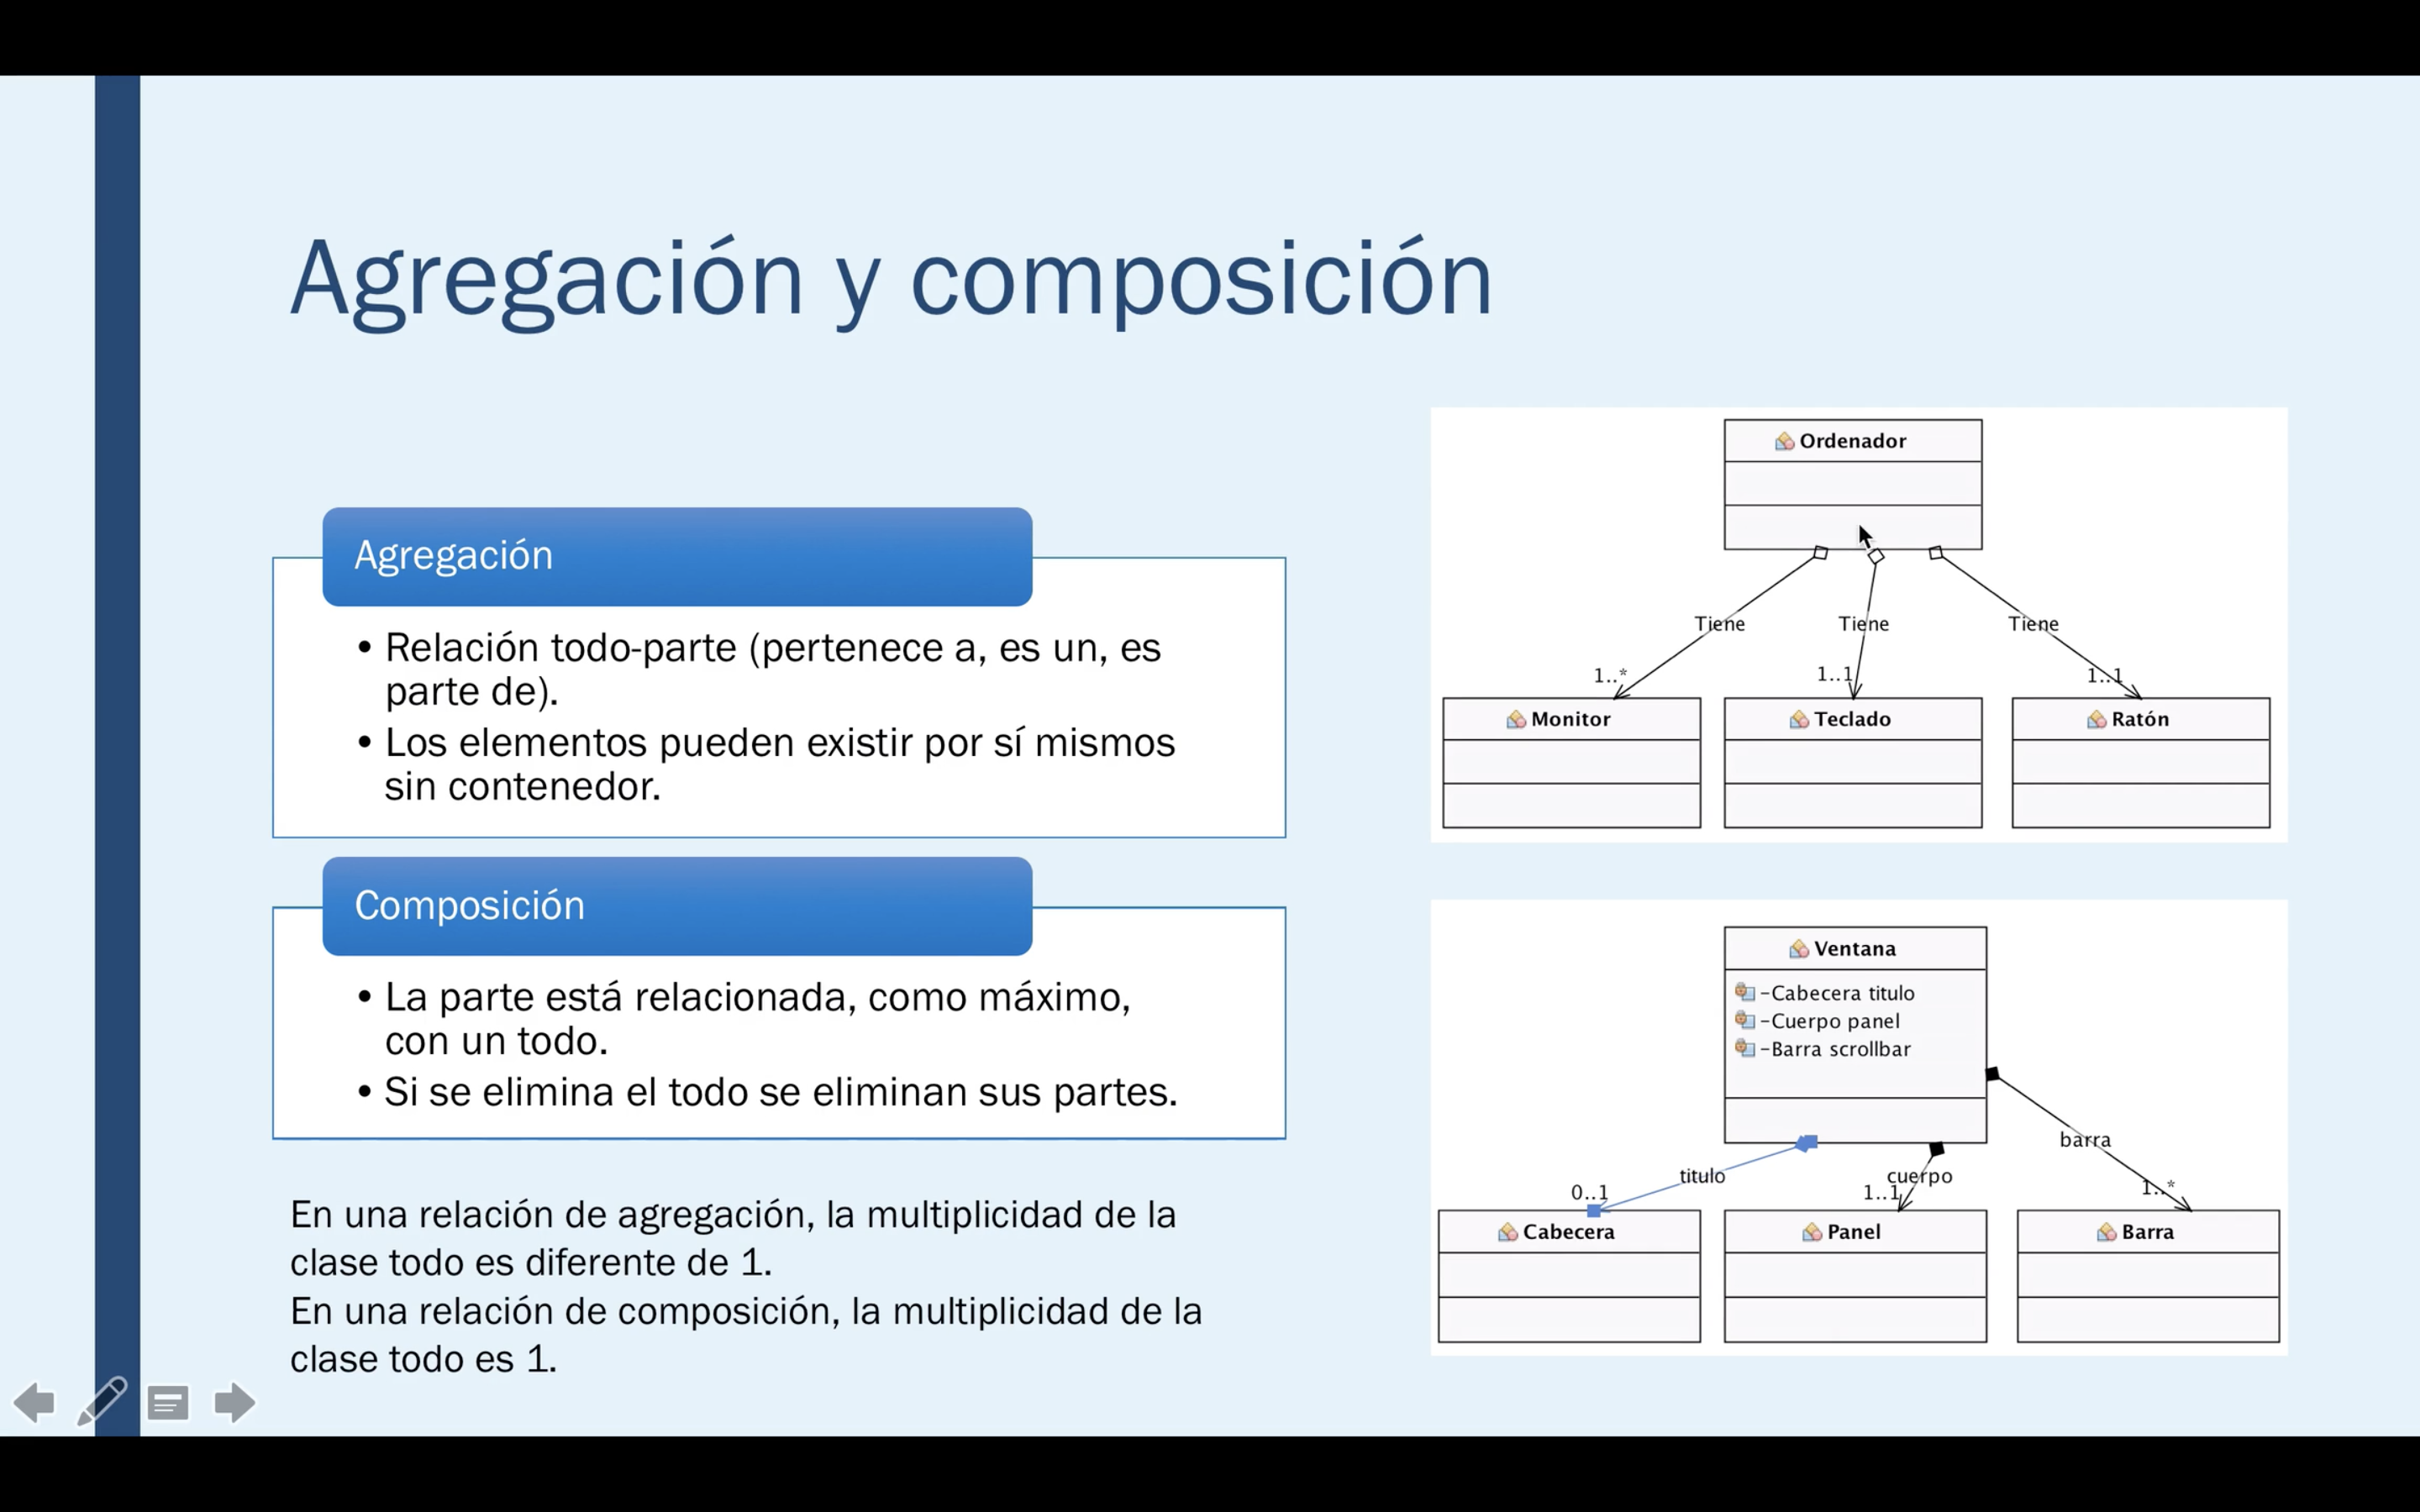 Agregación y composición
Agregación
• Relación todo-parte (pertenece a, es un, es
parte de).
• Los elementos pueden existir por sí mismos
sin contenedor.
Composición
• La parte está relacionada, como máximo,
con un todo.
• Si se elimina el todo se eliminan sus partes.
En una relación de agregación, la multiplicidad de la
clase todo es diferente de 1.
En una relación de composición, la multiplicidad de la
clase todo es 1.
Ordenador
Tiene Tiene Tiene
1..* 1..1 1..1
Monitor Teclado Ratón
Ventana
-Cabecera titulo
-Cuerpo panel
-Barra scrollbar
barra
titulo cuerpo
0..1 1..1 1..*
Cabecera Panel Barra